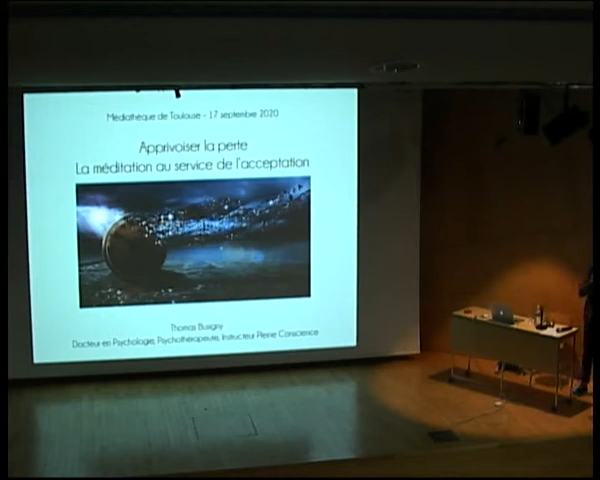 Médiathèque de Toulouse - 17 septembre 2020
Apprivoiser la perte
La méditation au service de l'acceptation
Thomas Busigny
Docteur en Psychologie, Psychothérapeute, Instructeur Pleine Conscience